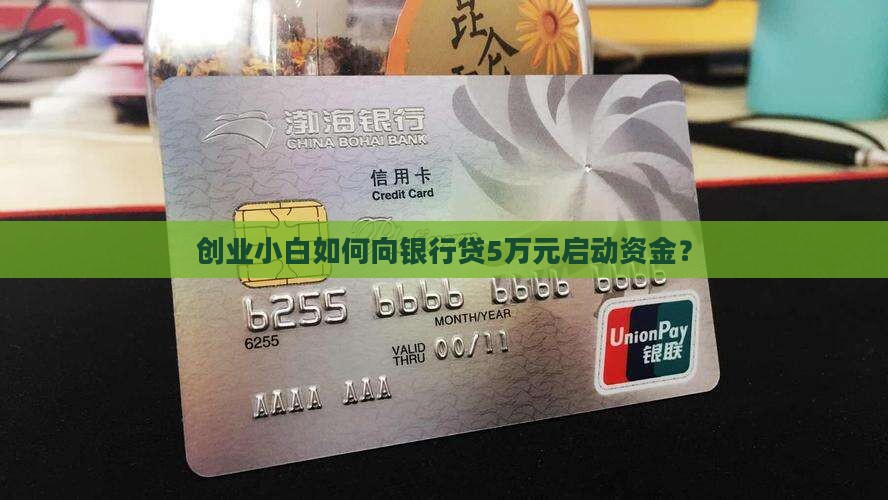 昆仑
渤海银行
CHINA BOHAI BANK
信用卡
Credit Card
创业小白如何向银行贷5万元启动资金？
6255 6666 6666 6666
6255
MONTH/YEAR
VALID THRU 00/11
AAAA AAA
UnionPay
银联